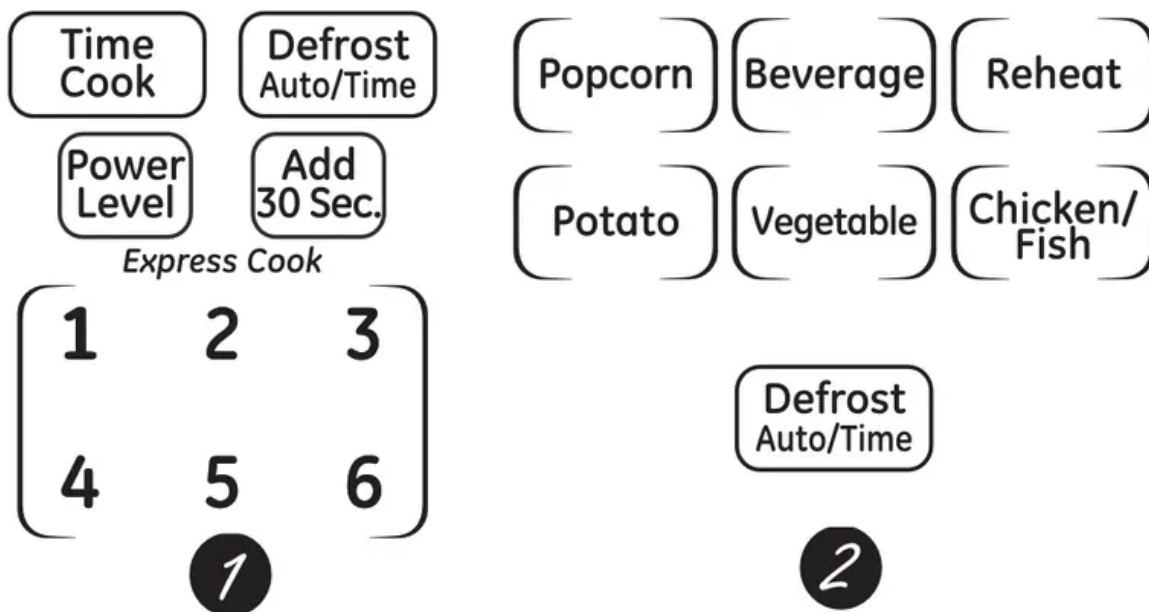 Time
Cook
Defrost
Auto/Time
Power
Level
Add
30 Sec.
Express Cook
1 2 3
4 5 6
1
Popcorn
Beverage
Reheat
Potato
Vegetable
Chicken/
Fish
Defrost
Auto/Time
2